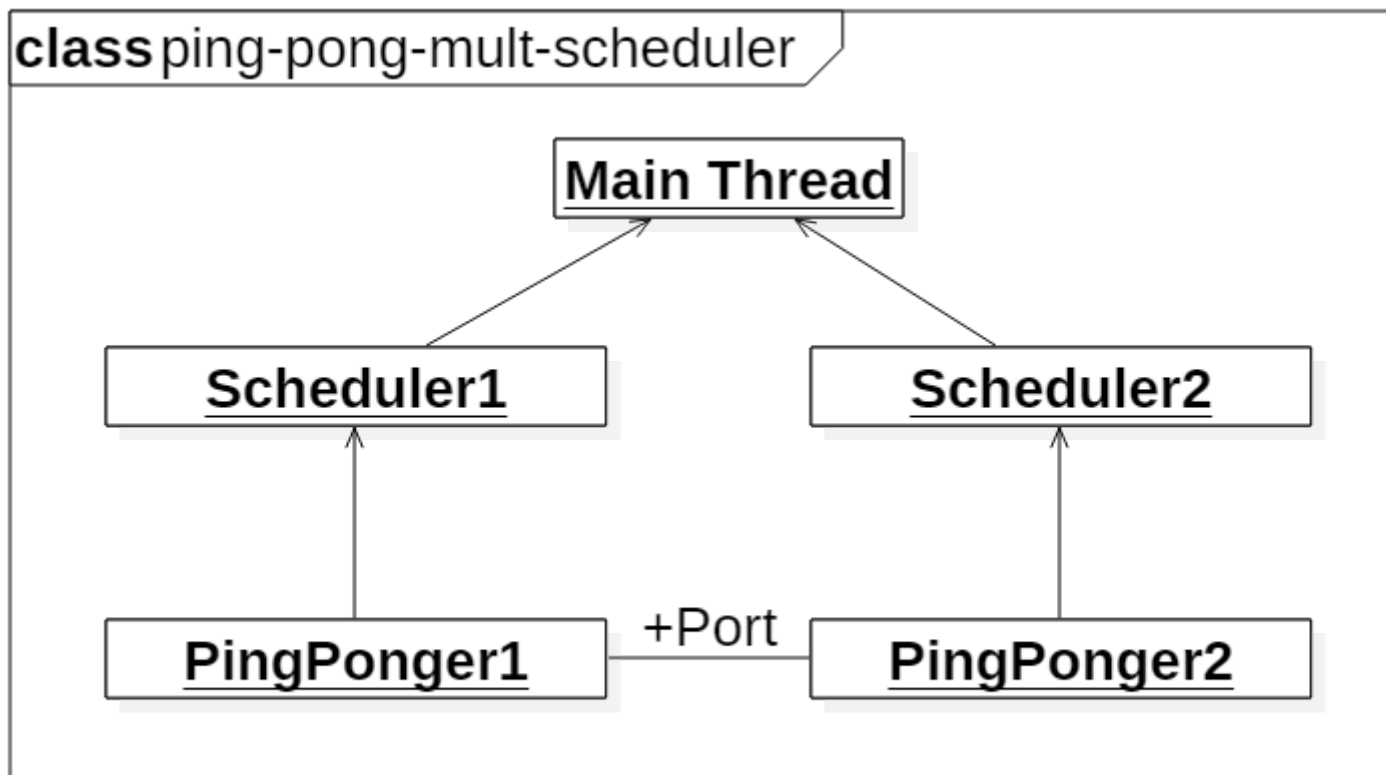 class ping-pong-mult-scheduler
Main Thread
Scheduler1
Scheduler2
+Port
PingPonger1
PingPonger2